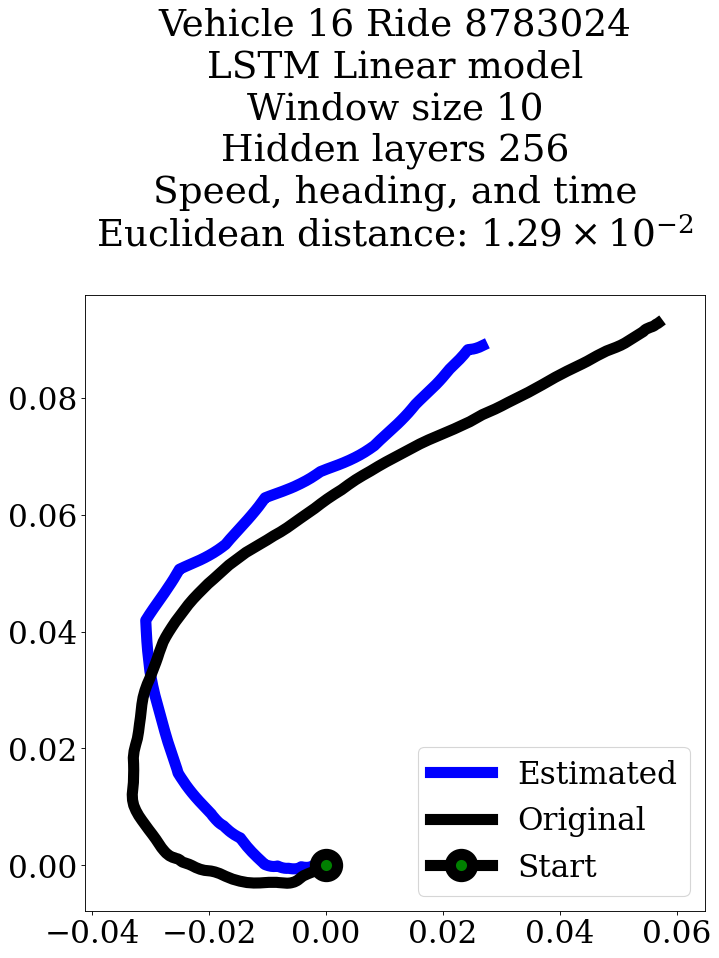 Vehicle 16 Ride 8783024
LSTM Linear model
Window size 10
Hidden layers 256
Speed, heading, and time
Euclidean distance: 1.29 × 10⁻²
0.08
0.06
0.04
0.02
0.00
Estimated
Original
Start
−0.04 −0.02 0.00 0.02 0.04 0.06